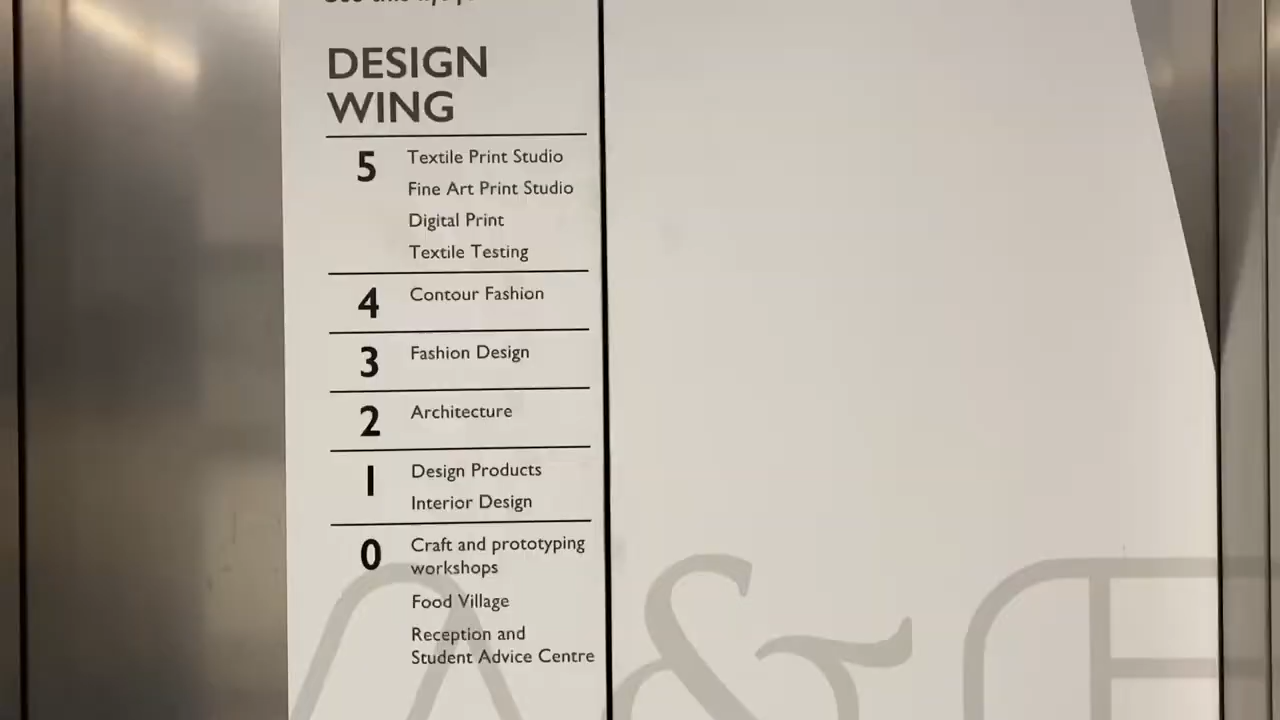 DESIGN
WING
5 Textile Print Studio
Fine Art Print Studio
Digital Print
Textile Testing
4 Contour Fashion
3 Fashion Design
2 Architecture
1 Design Products
Interior Design
0 Craft and prototyping
workshops
Food Village
Reception and
Student Advice Centre
&